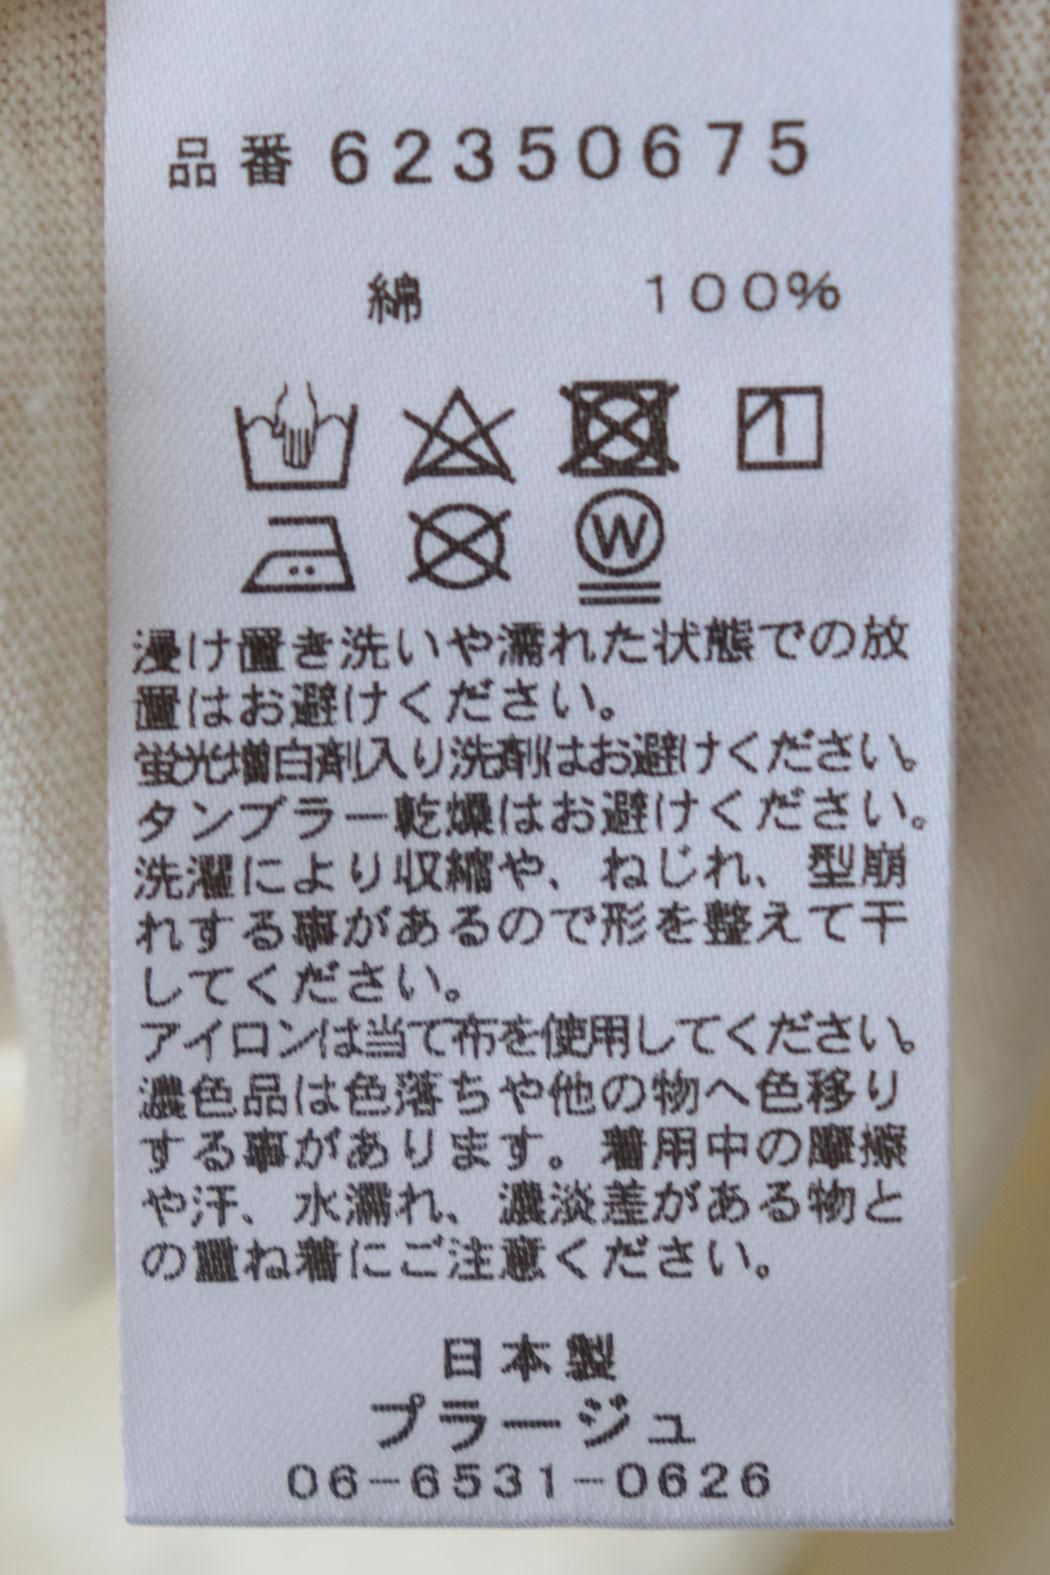 品番 62350675
綿 100%
W
浸け置き洗いや濡れた状態での放
置はお避けください。
蛍光増白剤入り洗剤はお避けください。
タンブラー乾燥はお避けください。
洗濯により収縮や、ねじれ、型崩
れする事があるので形を整えて干
してください。
アイロンは当て布を使用してください。
濃色品は色落ちや他の物へ色移り
する事があります。着用中の摩擦
や汗、水濡れ、濃淡差がある物と
の重ね着にご注意ください。
日本製
プラージュ
06-6531-0626